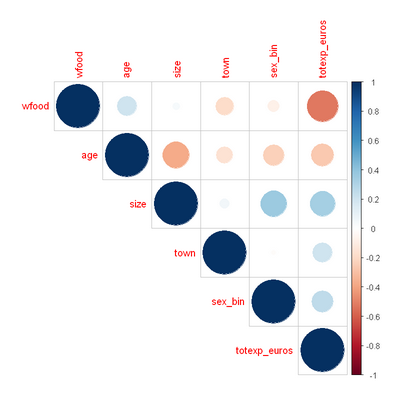 wfood
age
size
town
sex_bin
totexp_euros
wfood
age
size
town
sex_bin
totexp_euros
1
0.8
0.6
0.4
0.2
0
-0.2
-0.4
-0.6
-0.8
-1